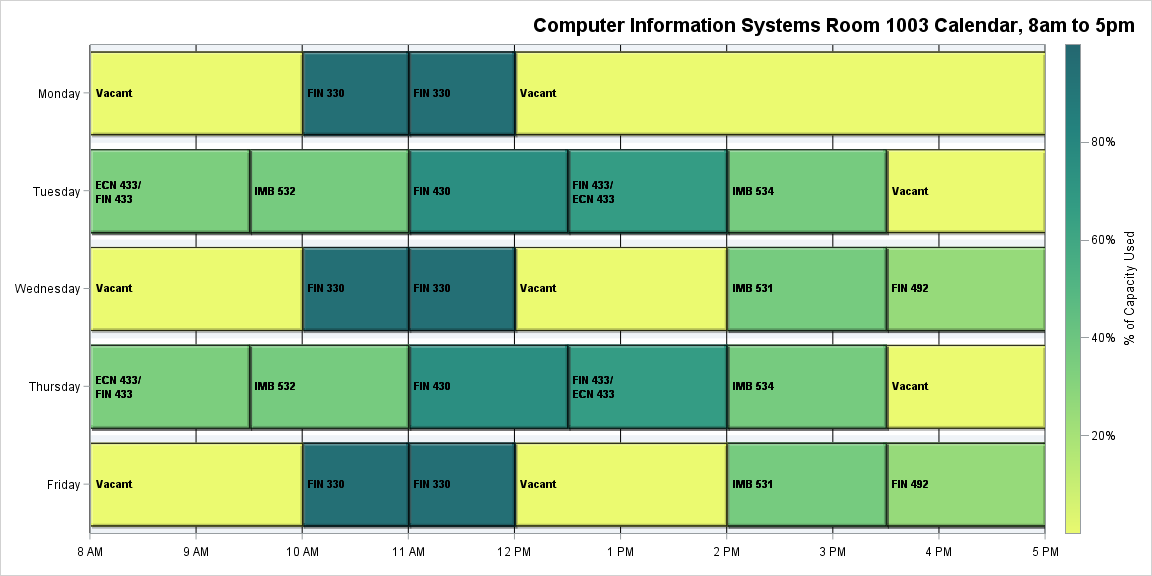 Computer Information Systems Room 1003 Calendar, 8am to 5pm
Monday
Vacant
FIN 330
FIN 330
Vacant
Tuesday
ECN 433/
FIN 433
IMB 532
FIN 430
FIN 433/
ECN 433
IMB 534
Vacant
Wednesday
Vacant
FIN 330
FIN 330
Vacant
IMB 531
FIN 492
Thursday
ECN 433/
FIN 433
IMB 532
FIN 430
FIN 433/
ECN 433
IMB 534
Vacant
Friday
Vacant
FIN 330
FIN 330
Vacant
IMB 531
FIN 492
8 AM
9 AM
10 AM
11 AM
12 PM
1 PM
2 PM
3 PM
4 PM
5 PM
80%
60%
40%
20%
% of Capacity Used